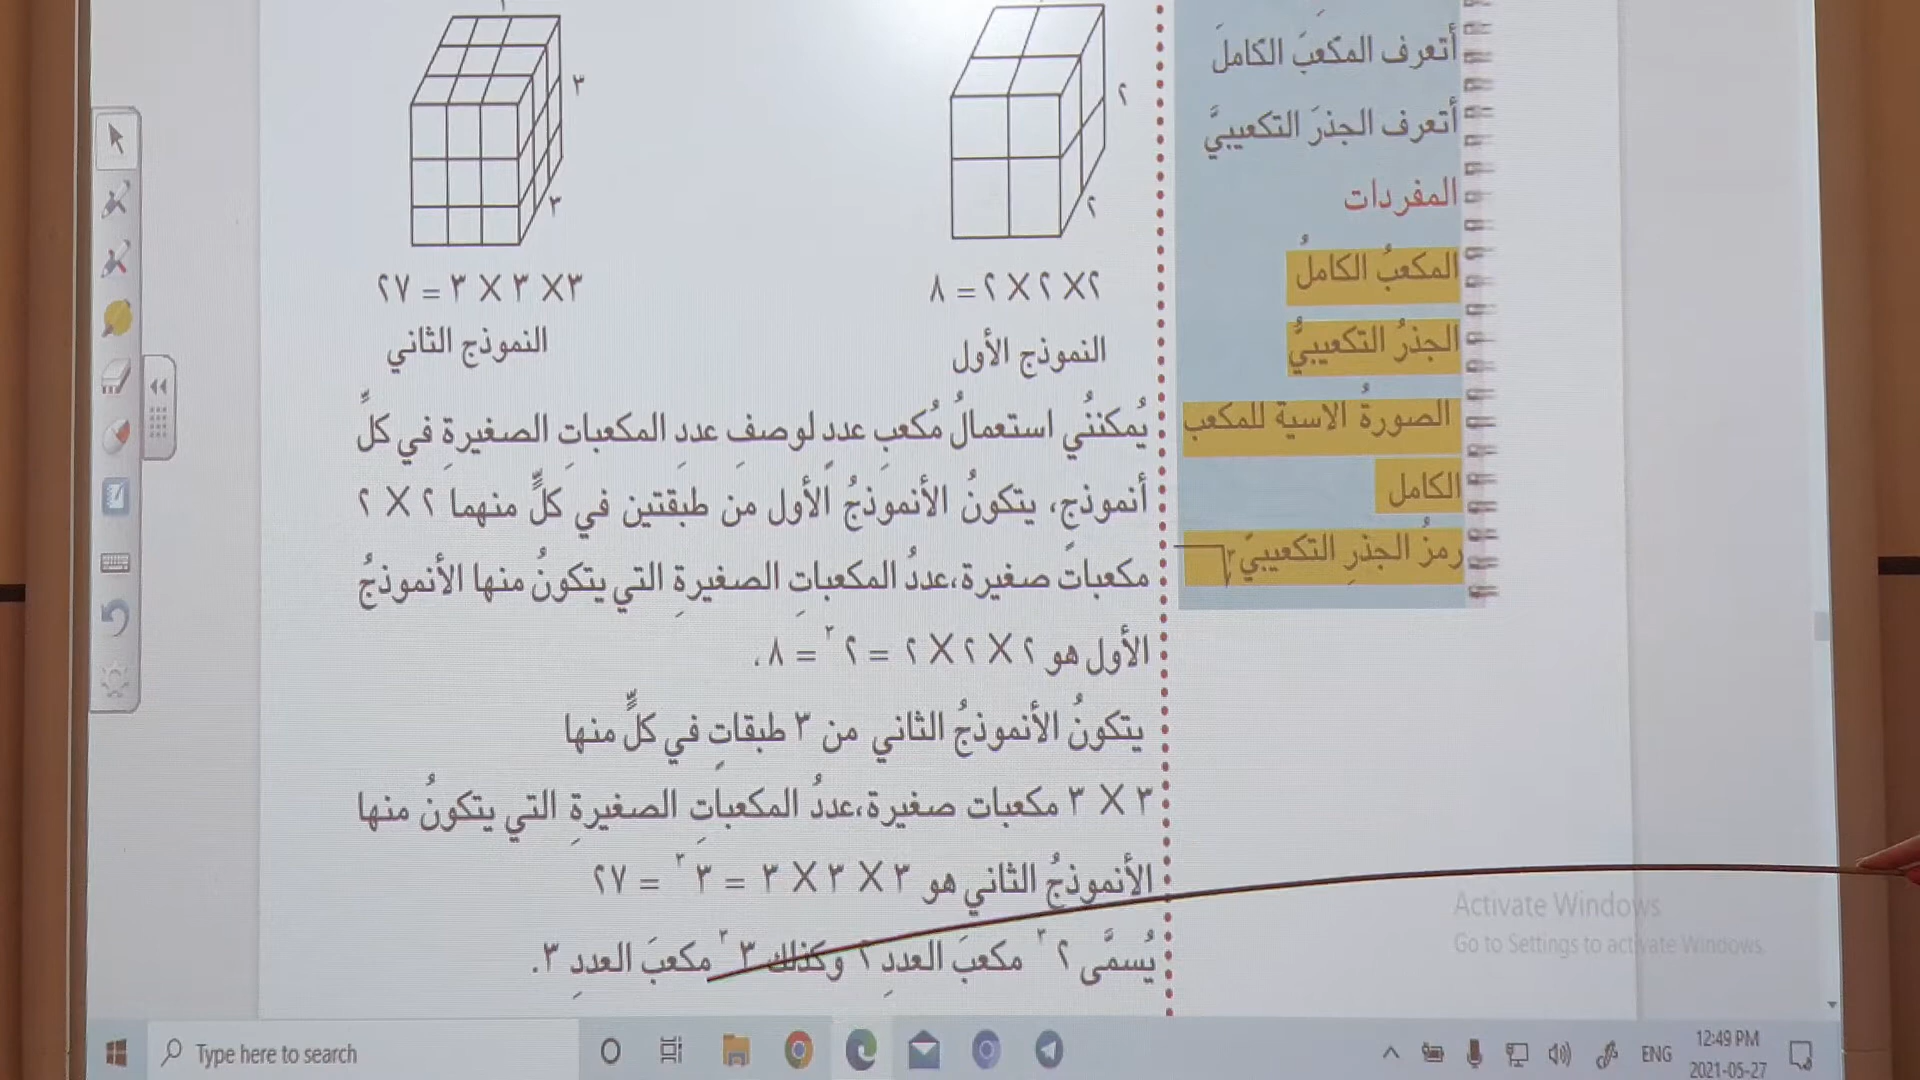 أتعرف المكعبَ الكاملَ
أتعرف الجذرَ التكعيبيَّ
المفردات
المكعبُ الكاملُ
الجذرُ التكعيبيُّ
الصورةُ الاسية للمكعب
الكامل
رمزُ الجذرِ التكعيبيَ ٣√
٢
٢
٢ X ٢ X ٢ = ٨
النموذج الأول
٣
٣
٣ X ٣ X ٣ = ٢٧
النموذج الثاني
يُمكننُي استعمالُ مُكعبِ عددٍ لوصفِ عددِ المكعباتِ الصغيرةِ في كلِّ
أنموذجٍ، يتكونُ الأنموذجُ الأول من طبقتين في كلٍّ منهما ٢ X ٢
مكعباتٍ صغيرة،عددُ المكعباتِ الصغيرةِ التي يتكونُ منها الأنموذجُ
الأول هو ٢ X ٢ X ٢ = ٢ ٣ = ٨ .
يتكونُ الأنموذجُ الثاني من ٣ طبقاتٍ في كلٍّ منها
٣ X ٣ مكعبات صغيرة،عددُ المكعباتِ الصغيرةِ التي يتكونُ منها
الأنموذجُ الثاني هو ٣ X ٣ X ٣ = ٣ ٣ = ٢٧
يُسمَّى ٢ ٣ مكعبَ العددِ ٢ وكذلك ٣ ٣ مكعبَ العددِ ٣.
Activate Windows
Go to Settings to activate Windows.
Type here to search
ENG
12:49 PM
2021-05-27